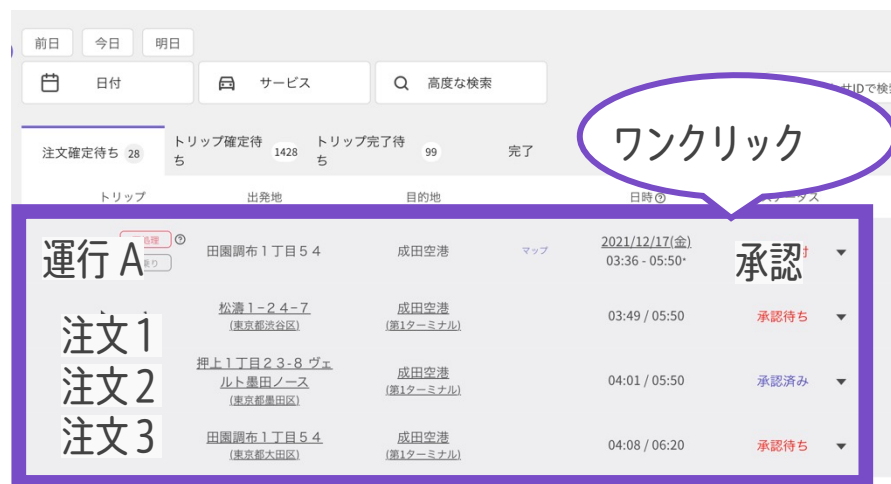 前日 今日 明日
日付 サービス 高度な検索
IDで検
ワンクリック
注文確定待ち 28 トリップ確定待ち 1428 トリップ完了待ち 99 完了
トリップ 出発地 目的地 日時 ステータス
運行 A 田園調布1丁目54 成田空港 マップ 2021/12/17(金) 承認
03:36 - 05:50*
注文1 松濤1-24-7 成田空港 03:49 / 05:50 承認待ち
(東京都渋谷区) (第1ターミナル)
注文2 押上1丁目23-8 ヴェ
ルト墨田ノース 成田空港 04:01 / 05:50 承認済み
(東京都墨田区) (第1ターミナル)
注文3 田園調布1丁目54 成田空港 04:08 / 06:20 承認待ち
(東京都大田区) (第1ターミナル)